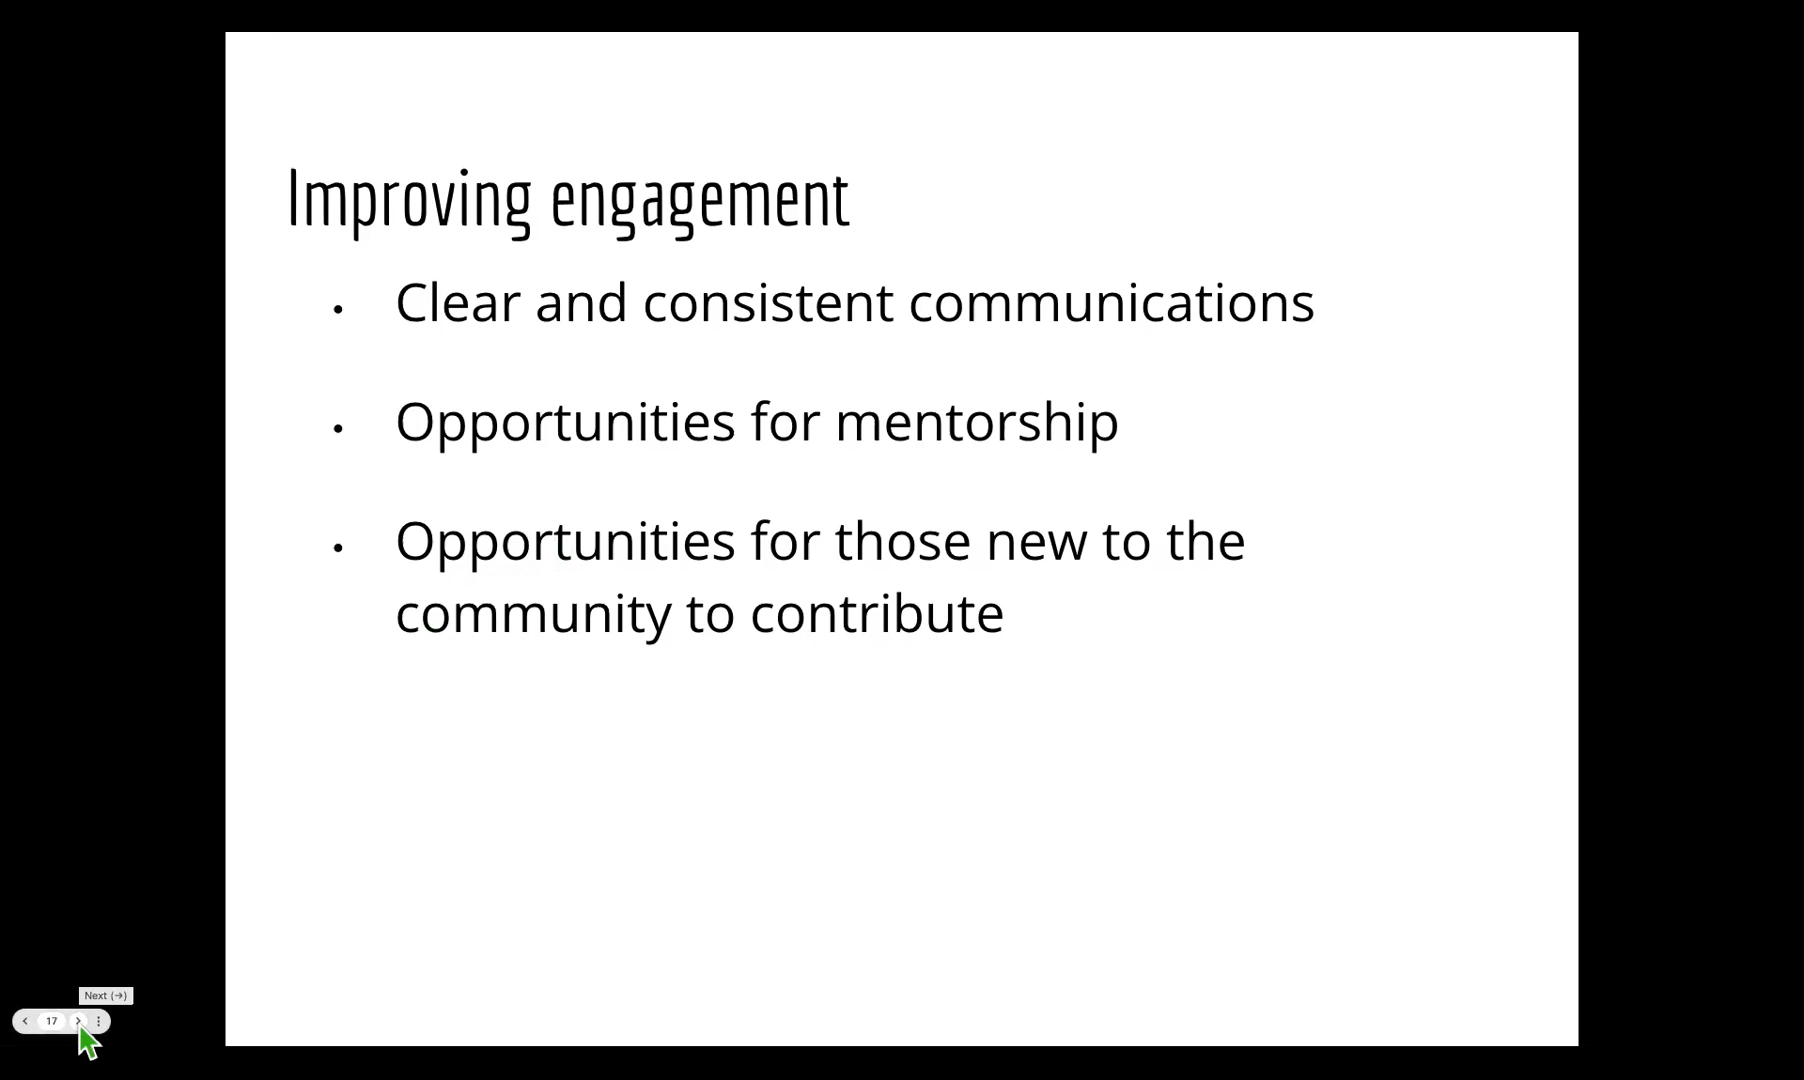 Improving engagement
• Clear and consistent communications
• Opportunities for mentorship
• Opportunities for those new to the
community to contribute
Next (→)
17